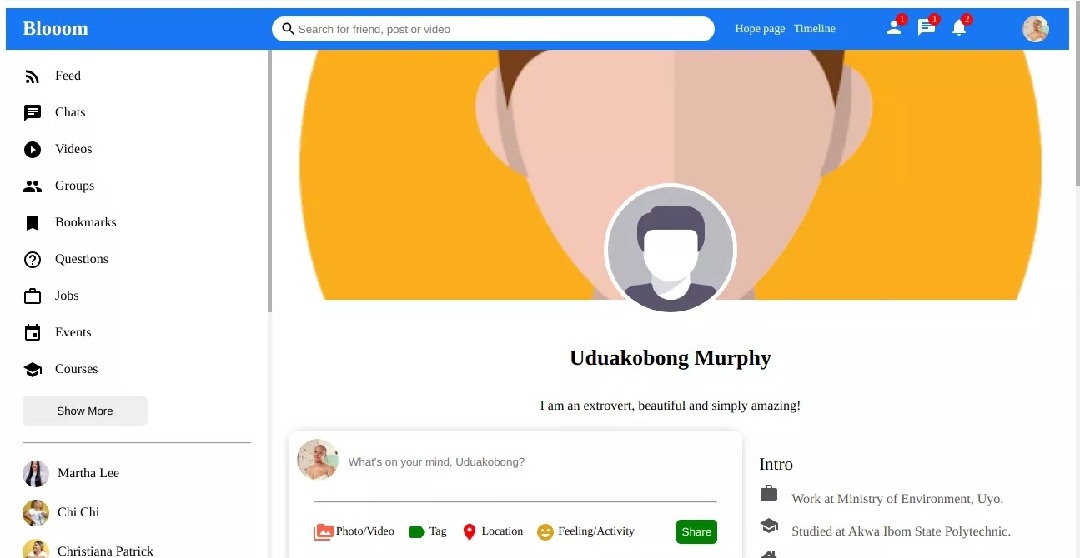 Blooom
Search for friend, post or video
Hope page Timeline
1
1
2
Feed
Chats
Videos
Groups
Bookmarks
Questions
Jobs
Events
Courses
Show More
Martha Lee
Chi Chi
Christiana Patrick
Uduakobong Murphy
I am an extrovert, beautiful and simply amazing!
What's on your mind, Uduakobong?
Photo/Video Tag Location Feeling/Activity Share
Intro
Work at Ministry of Environment, Uyo.
Studied at Akwa Ibom State Polytechnic.